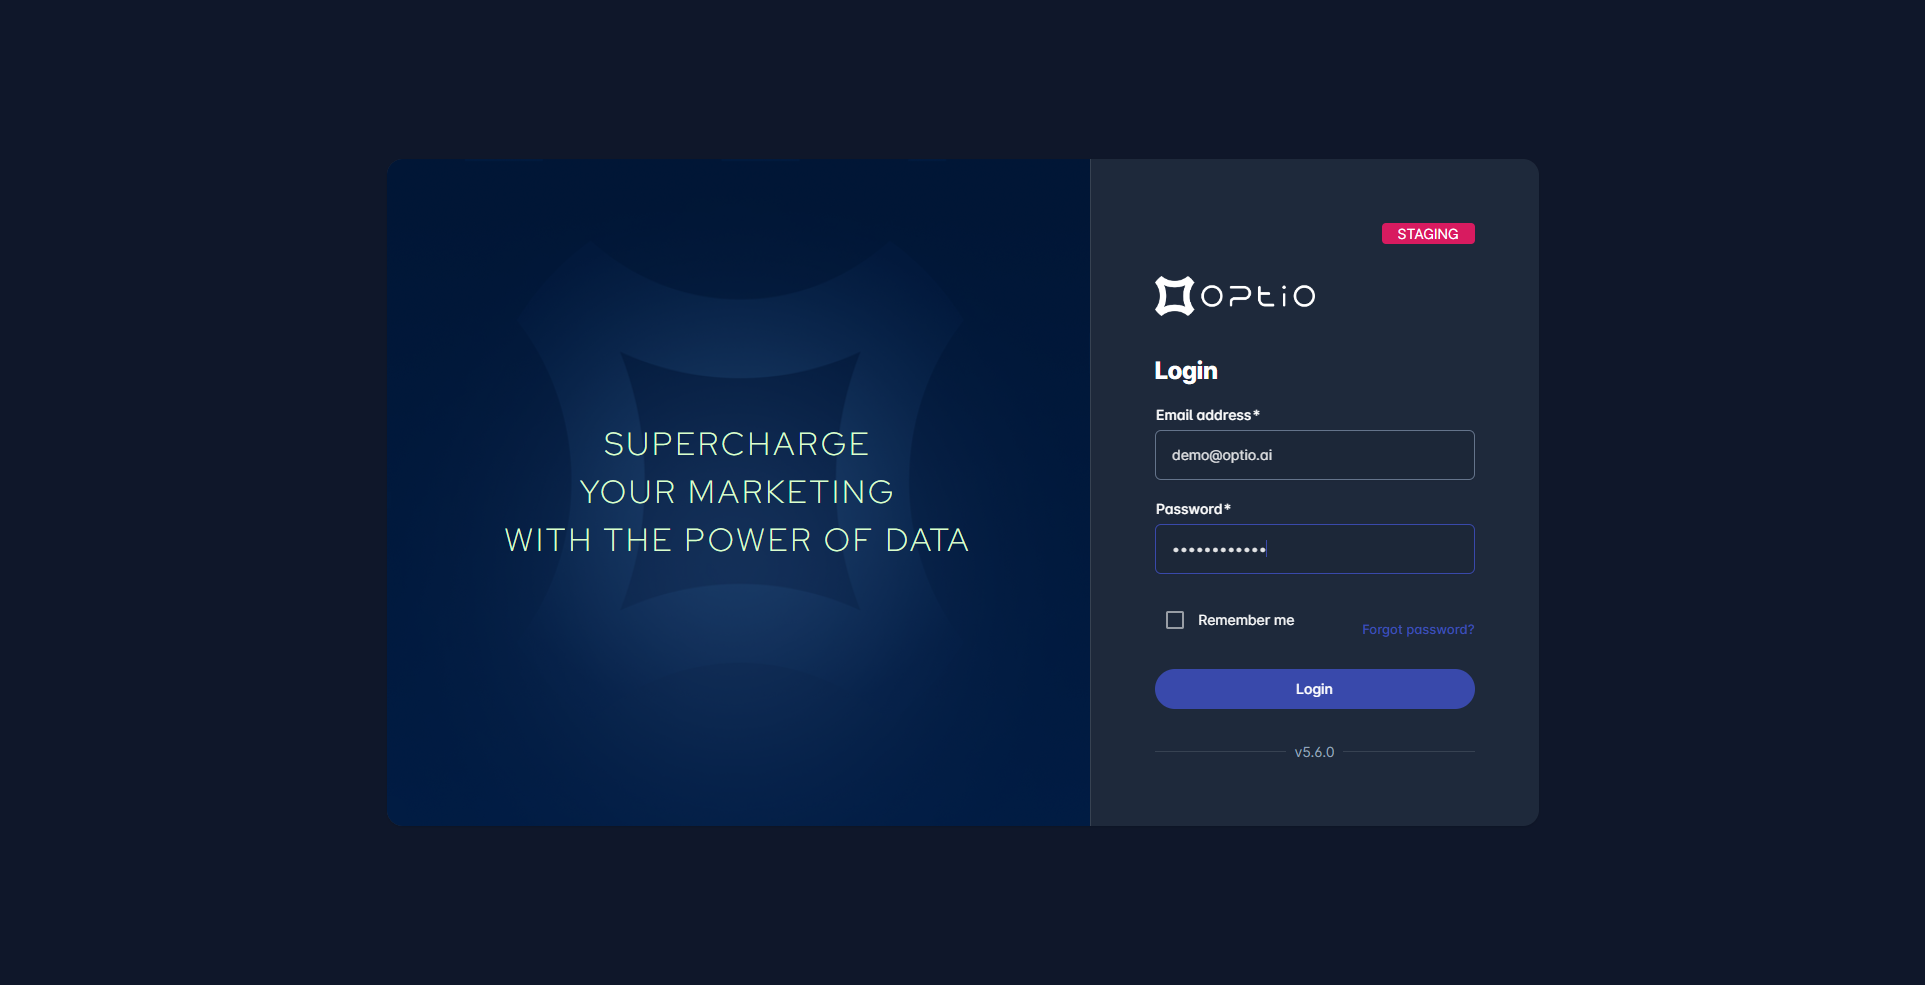 SUPERCHARGE
YOUR MARKETING
WITH THE POWER OF DATA
STAGING
OPTIO
Login
Email address*
demo@optio.ai
Password*
••••••••••••
Remember me
Forgot password?
Login
v5.6.0